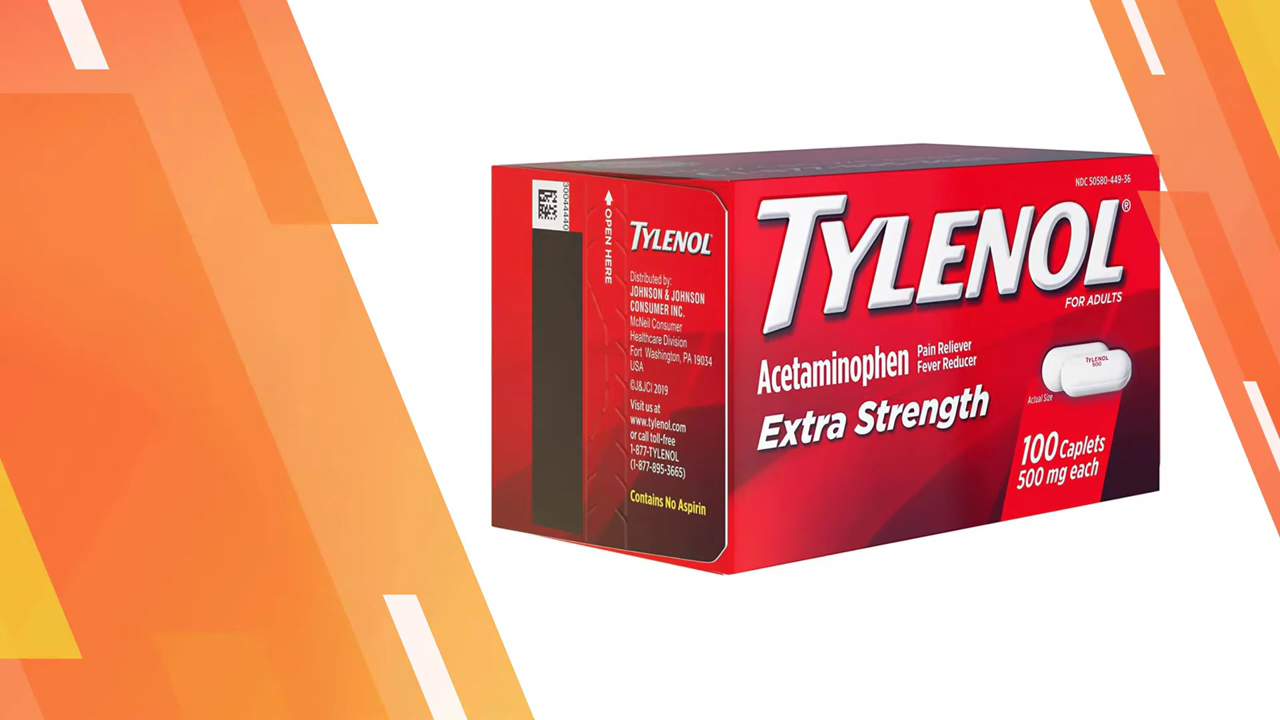 30044440
OPEN HERE
TYLENOL®
Distributed by:
JOHNSON & JOHNSON
CONSUMER INC.
McNeil Consumer
Healthcare Division
Fort Washington, PA 19034
USA
©J&JCI 2019
Visit us at
www.tylenol.com
or call toll-free
1-877-TYLENOL
(1-877-895-3665)
Contains No Aspirin
NDC 50580-449-36
TYLENOL®
FOR ADULTS
Acetaminophen
Pain Reliever
Fever Reducer
Extra Strength
TYLENOL
500
Actual Size
100 Caplets
500 mg each